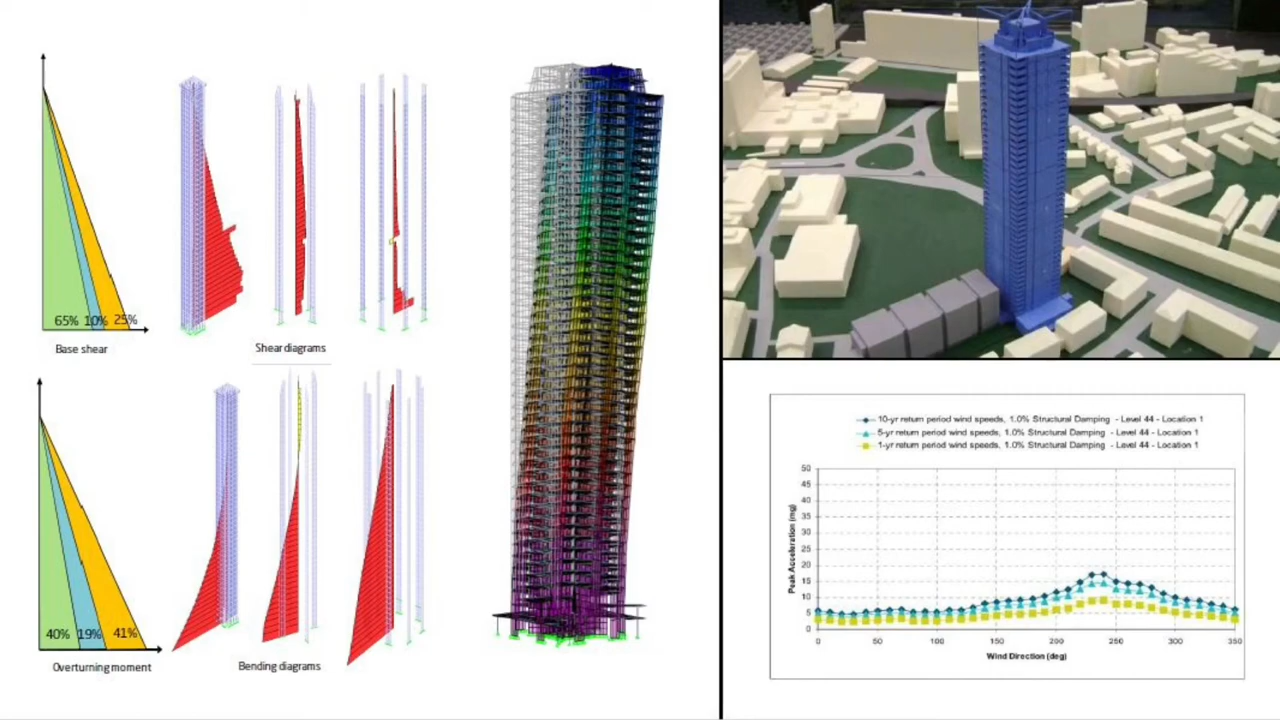 65% 10% 25%
Base shear
Shear diagrams
40% 19% 41%
Overturning moment
Bending diagrams
10-yr return period wind speeds, 1.0% Structural Damping - Level 44 - Location 1
5-yr return period wind speeds, 1.0% Structural Damping - Level 44 - Location 1
1-yr return period wind speeds, 1.0% Structural Damping - Level 44 - Location 1
Peak Acceleration (mg)
50
45
40
35
30
25
20
15
10
5
0
0 50 100 150 200 250 300 350
Wind Direction (deg)